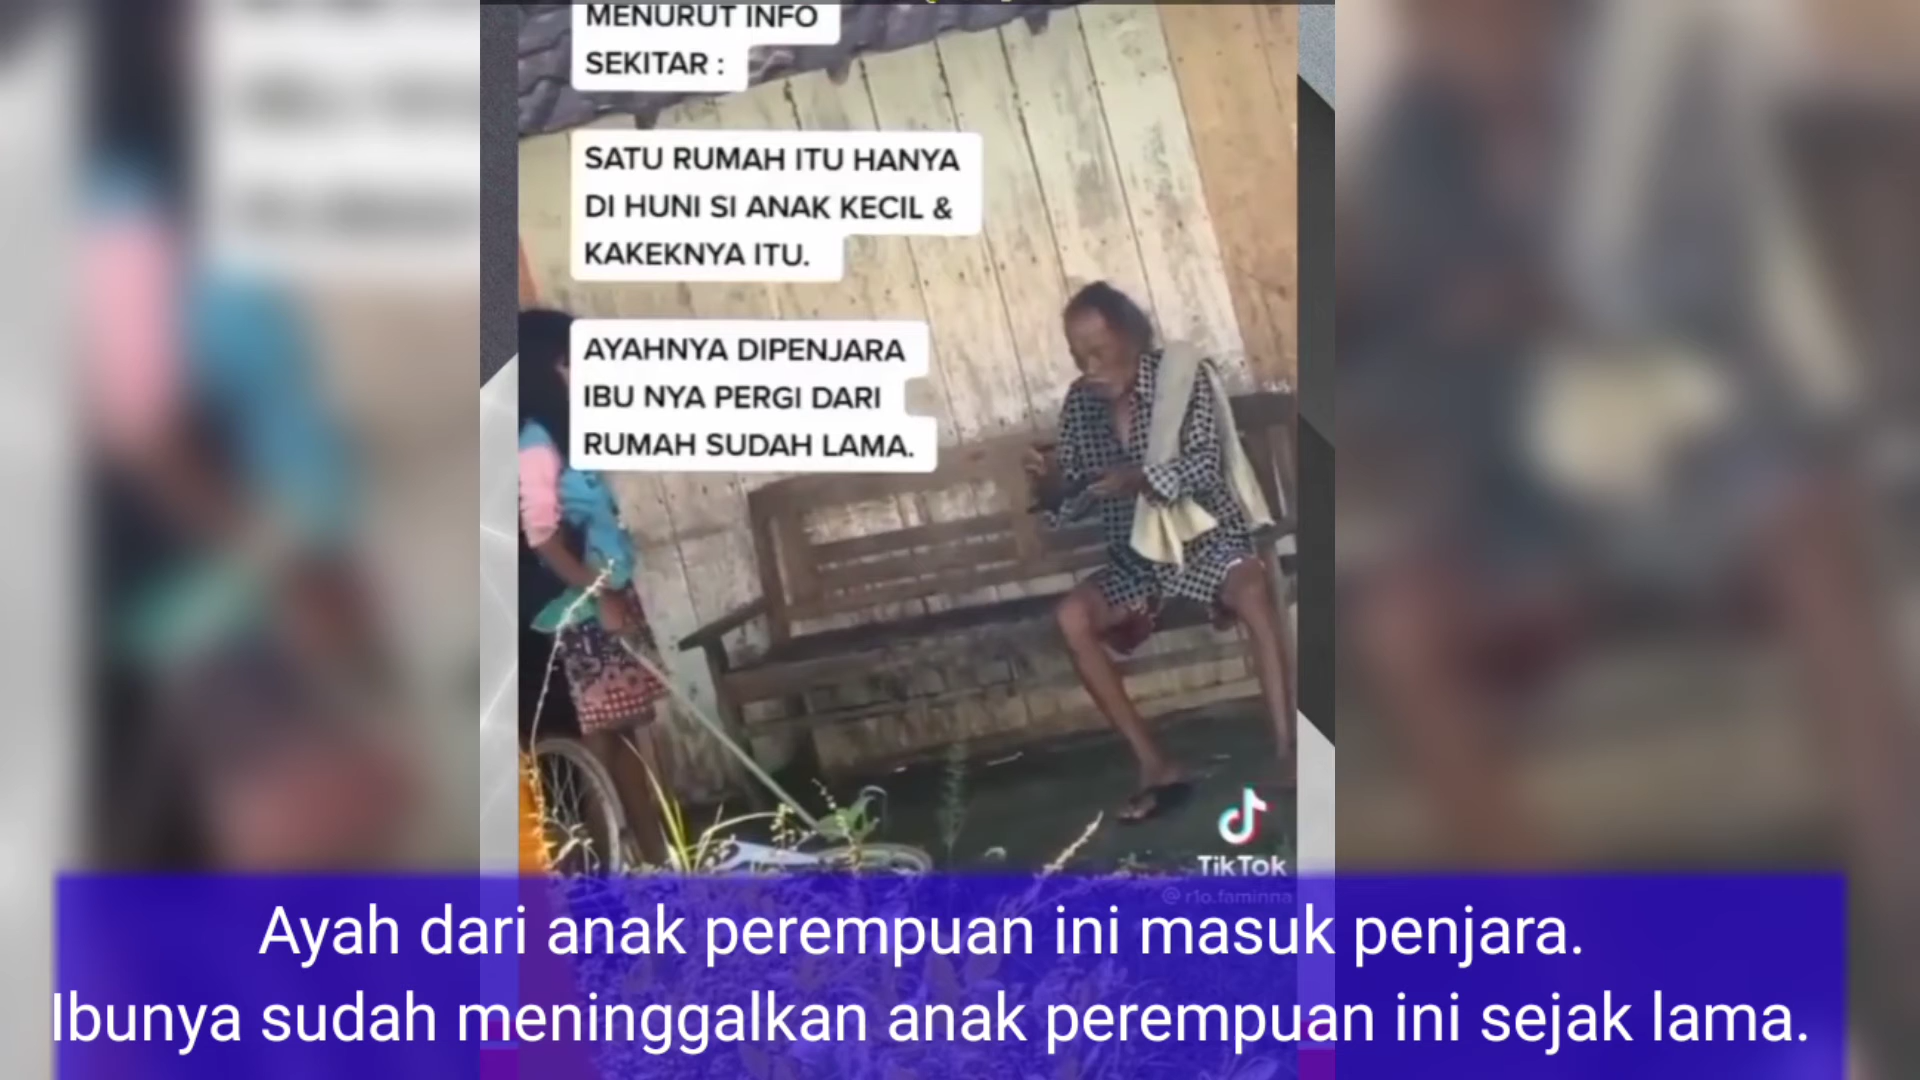 MENURUT INFO
SEKITAR :
SATU RUMAH ITU HANYA
DI HUNI SI ANAK KECIL &
KAKEKNYA ITU.
AYAHNYA DIPENJARA
IBU NYA PERGI DARI
RUMAH SUDAH LAMA.
TikTok
@r1o.faminna
Ayah dari anak perempuan ini masuk penjara.
Ibunya sudah meninggalkan anak perempuan ini sejak lama.